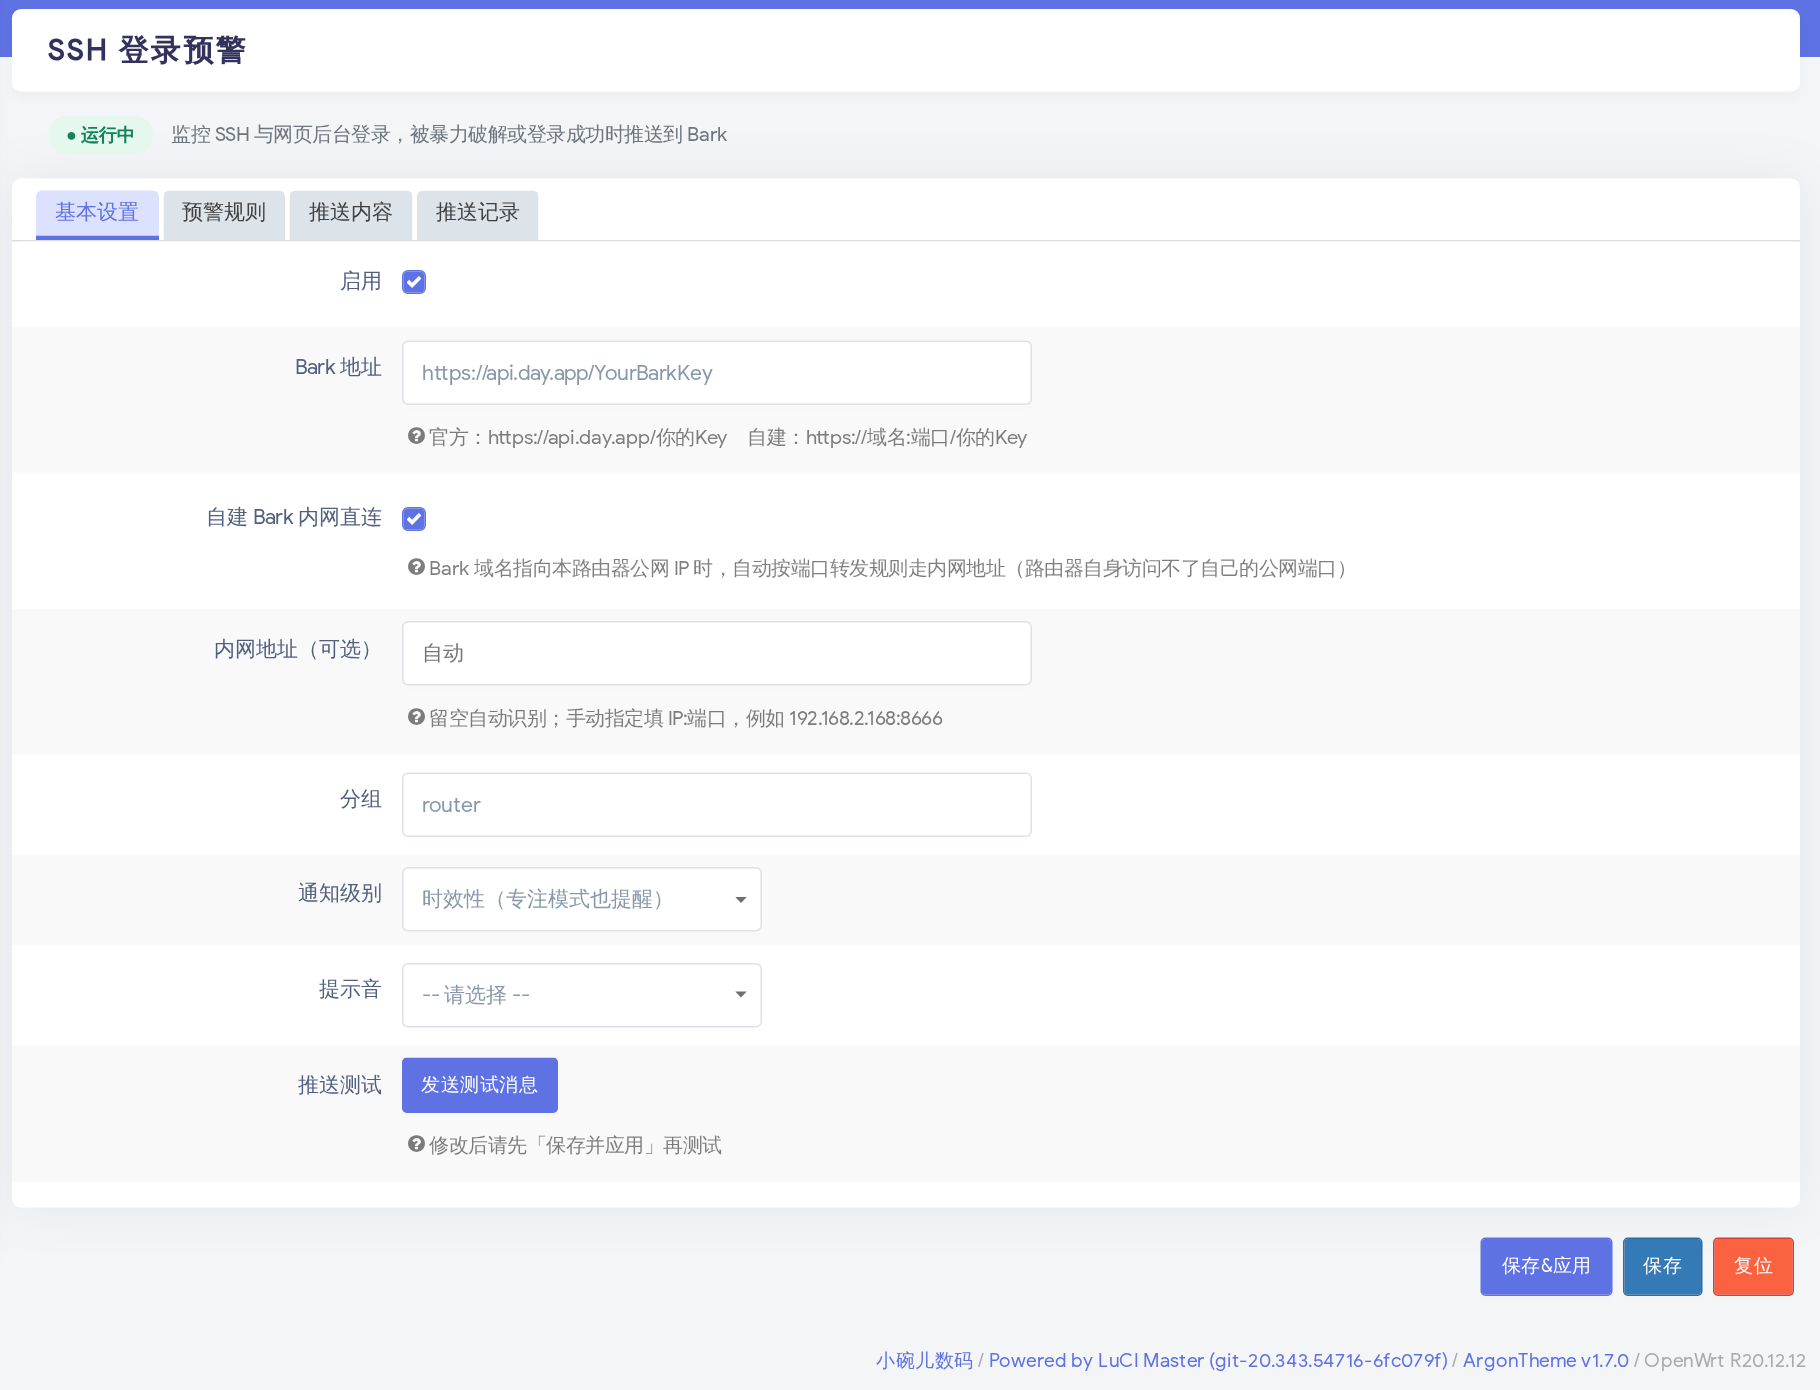 SSH 登录预警
● 运行中 监控 SSH 与网页后台登录，被暴力破解或登录成功时推送到 Bark
基本设置 预警规则 推送内容 推送记录
启用
Bark 地址 https://api.day.app/YourBarkKey
官方：https://api.day.app/你的Key 自建：https://域名:端口/你的Key
自建 Bark 内网直连
Bark 域名指向本路由器公网 IP 时，自动按端口转发规则走内网地址（路由器自身访问不了自己的公网端口）
内网地址（可选） 自动
留空自动识别；手动指定填 IP:端口，例如 192.168.2.168:8666
分组 router
通知级别 时效性（专注模式也提醒）
提示音 -- 请选择 --
推送测试 发送测试消息
修改后请先「保存并应用」再测试
保存&应用 保存 复位
小碗儿数码 / Powered by LuCI Master (git-20.343.54716-6fc079f) / ArgonTheme v1.7.0 / OpenWrt R20.12.12